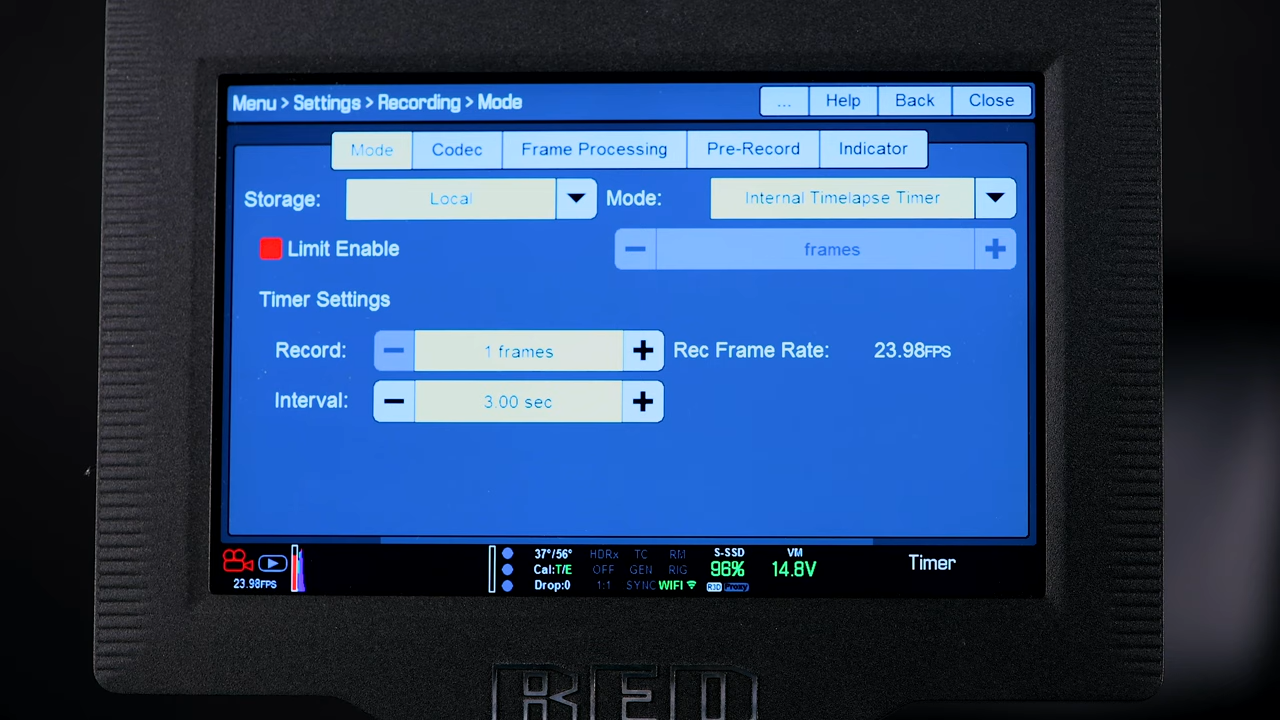 Menu > Settings > Recording > Mode ... Help Back Close
Mode Codec Frame Processing Pre-Record Indicator
Storage: Local Mode: Internal Timelapse Timer
Limit Enable frames
Timer Settings
Record: 1 frames Rec Frame Rate: 23.98FPS
Interval: 3.00 sec
37°/56° HDRx TC RM S-SSD VM
Cal:T/E OFF GEN RIG 96% 14.8V Timer
23.98FPS Drop:0 1:1 SYNC WIFI R3D Proxy
RED